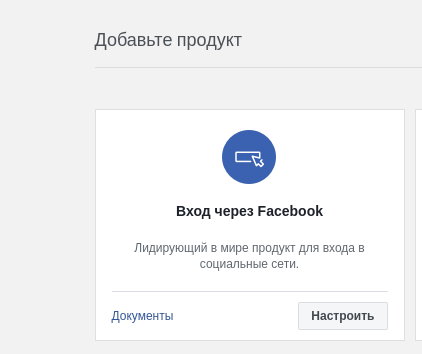 Добавьте продукт
Вход через Facebook
Лидирующий в мире продукт для входа в
социальные сети.
Документы
Настроить